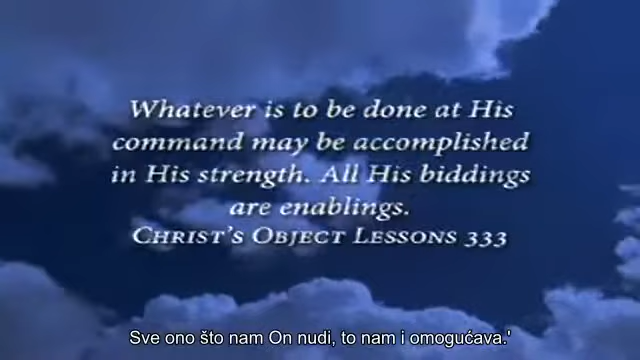 Whatever is to be done at His
command may be accomplished
in His strength. All His biddings
are enablings.
Christ's Object Lessons 333
Sve ono što nam On nudi, to nam i omogućava.'